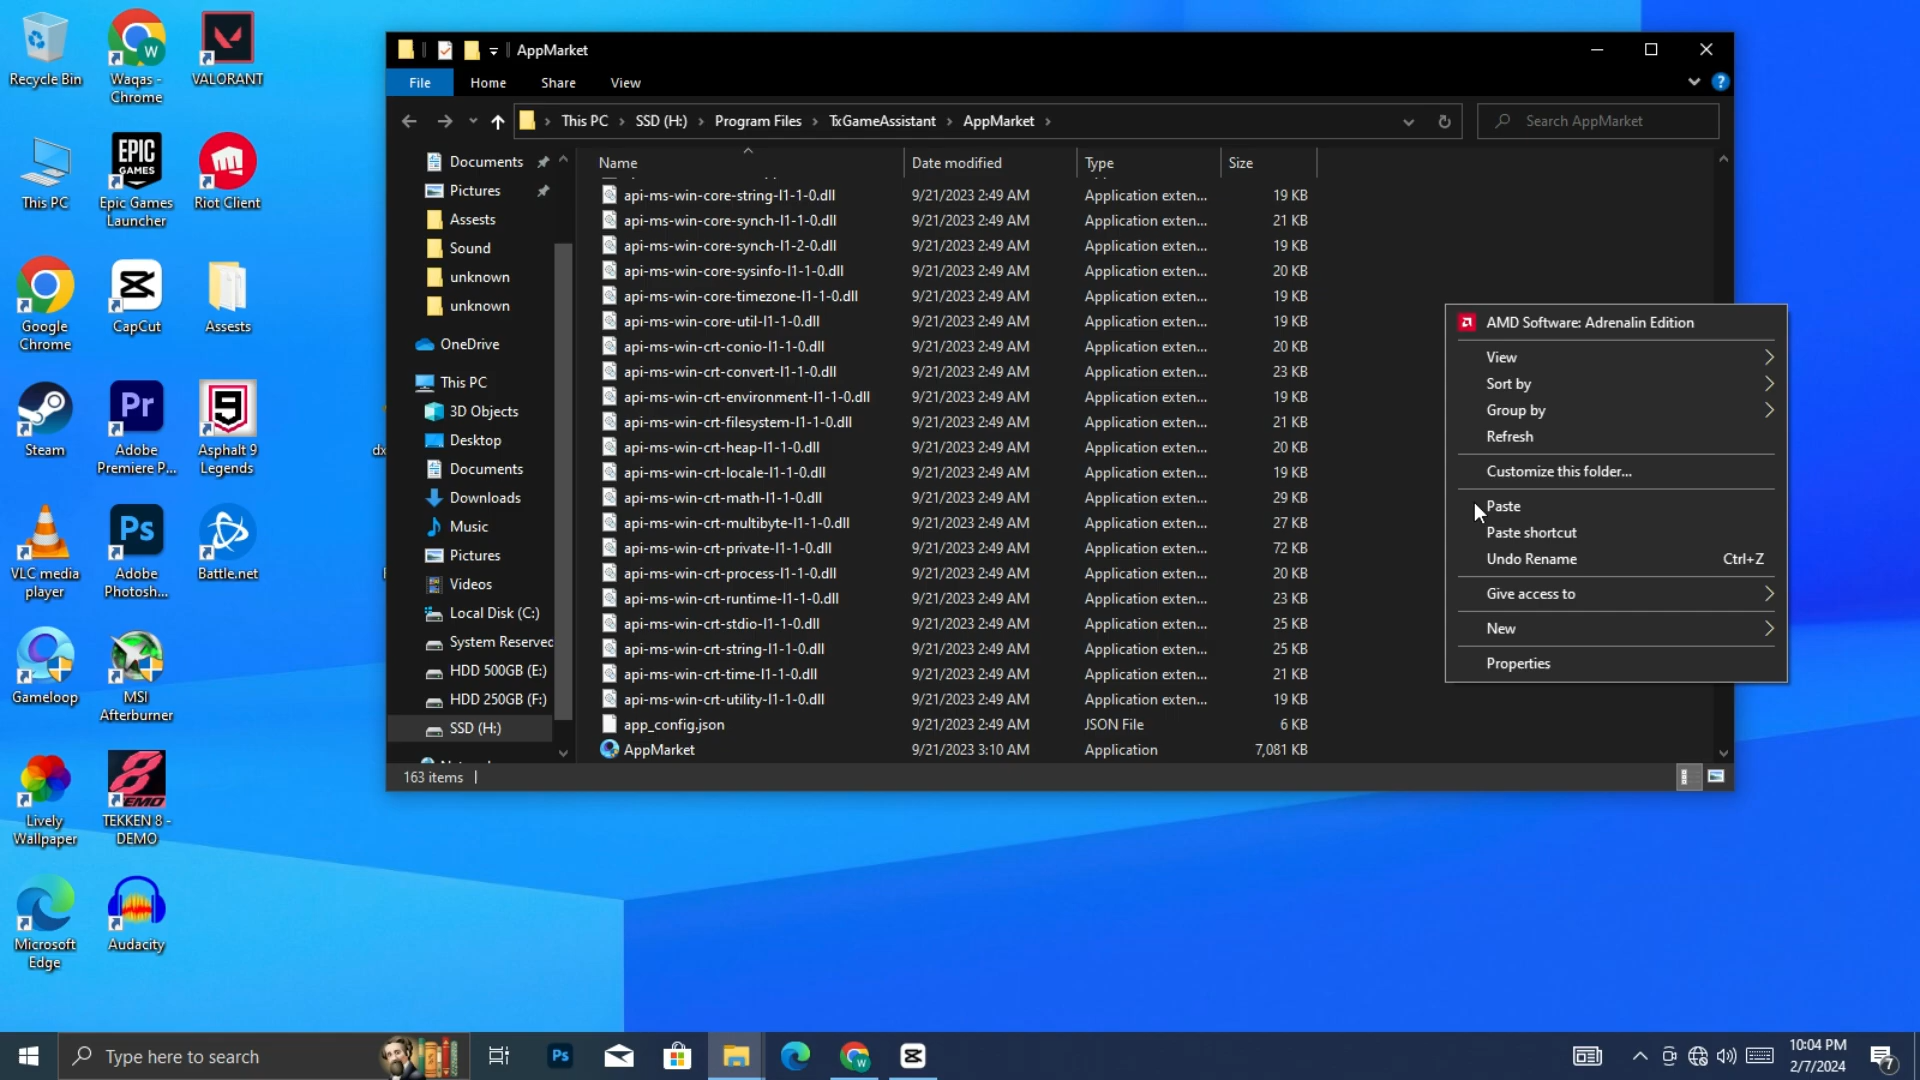 Recycle Bin
Waqas -
Chrome
VALORANT
This PC
Epic Games
Launcher
Riot Client
Google
Chrome
CapCut
Assests
Steam
Adobe
Premiere P...
Asphalt 9
Legends
VLC media
player
Adobe
Photosh...
Battle.net
Gameloop
MSI
Afterburner
Lively
Wallpaper
TEKKEN 8 -
DEMO
Microsoft
Edge
Audacity
dx
AppMarket
File Home Share View
This PC › SSD (H:) › Program Files › TxGameAssistant › AppMarket ›
Search AppMarket
Documents
Pictures
Assests
Sound
unknown
unknown
OneDrive
This PC
3D Objects
Desktop
Documents
Downloads
Music
Pictures
Videos
Local Disk (C:)
System Reserved
HDD 500GB (E:)
HDD 250GB (F:)
SSD (H:)
Name Date modified Type Size
api-ms-win-core-string-l1-1-0.dll 9/21/2023 2:49 AM Application exten... 19 KB
api-ms-win-core-synch-l1-1-0.dll 9/21/2023 2:49 AM Application exten... 21 KB
api-ms-win-core-synch-l1-2-0.dll 9/21/2023 2:49 AM Application exten... 19 KB
api-ms-win-core-sysinfo-l1-1-0.dll 9/21/2023 2:49 AM Application exten... 20 KB
api-ms-win-core-timezone-l1-1-0.dll 9/21/2023 2:49 AM Application exten... 19 KB
api-ms-win-core-util-l1-1-0.dll 9/21/2023 2:49 AM Application exten... 19 KB
api-ms-win-crt-conio-l1-1-0.dll 9/21/2023 2:49 AM Application exten... 20 KB
api-ms-win-crt-convert-l1-1-0.dll 9/21/2023 2:49 AM Application exten... 23 KB
api-ms-win-crt-environment-l1-1-0.dll 9/21/2023 2:49 AM Application exten... 19 KB
api-ms-win-crt-filesystem-l1-1-0.dll 9/21/2023 2:49 AM Application exten... 21 KB
api-ms-win-crt-heap-l1-1-0.dll 9/21/2023 2:49 AM Application exten... 20 KB
api-ms-win-crt-locale-l1-1-0.dll 9/21/2023 2:49 AM Application exten... 19 KB
api-ms-win-crt-math-l1-1-0.dll 9/21/2023 2:49 AM Application exten... 29 KB
api-ms-win-crt-multibyte-l1-1-0.dll 9/21/2023 2:49 AM Application exten... 27 KB
api-ms-win-crt-private-l1-1-0.dll 9/21/2023 2:49 AM Application exten... 72 KB
api-ms-win-crt-process-l1-1-0.dll 9/21/2023 2:49 AM Application exten... 20 KB
api-ms-win-crt-runtime-l1-1-0.dll 9/21/2023 2:49 AM Application exten... 23 KB
api-ms-win-crt-stdio-l1-1-0.dll 9/21/2023 2:49 AM Application exten... 25 KB
api-ms-win-crt-string-l1-1-0.dll 9/21/2023 2:49 AM Application exten... 25 KB
api-ms-win-crt-time-l1-1-0.dll 9/21/2023 2:49 AM Application exten... 21 KB
api-ms-win-crt-utility-l1-1-0.dll 9/21/2023 2:49 AM Application exten... 19 KB
app_config.json 9/21/2023 2:49 AM JSON File 6 KB
AppMarket 9/21/2023 3:10 AM Application 7,081 KB
163 items
AMD Software: Adrenalin Edition
View
Sort by
Group by
Refresh
Customize this folder...
Paste
Paste shortcut
Undo Rename Ctrl+Z
Give access to
New
Properties
Type here to search
10:04 PM
2/7/2024
7